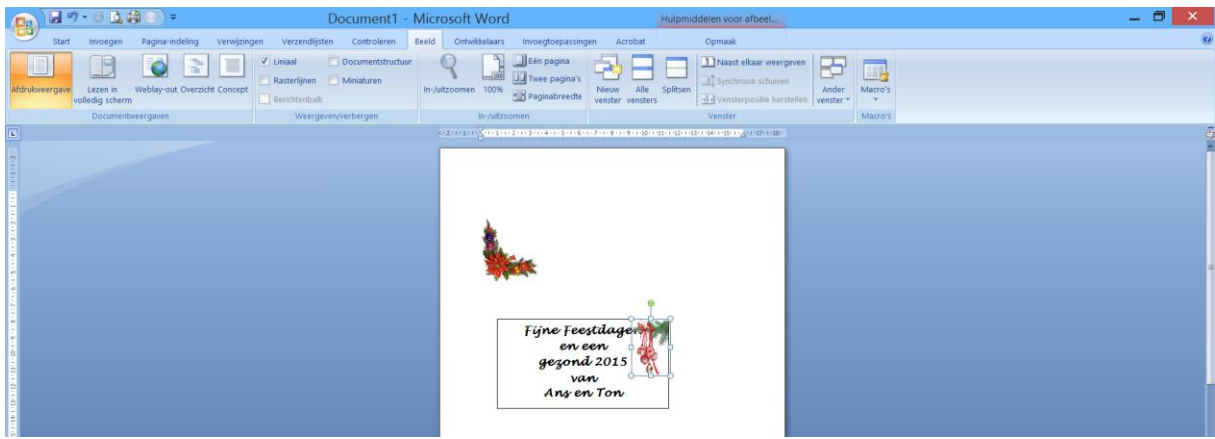 Document1 - Microsoft Word
Hulpmiddelen voor afbeel...
Start Invoegen Pagina-indeling Verwijzingen Verzendlijsten Controleren Beeld Ontwikkelaars Invoegtoepassingen Acrobat Opmaak
Afdrukweergave
Lezen in
volledig scherm
Weblay-out
Overzicht
Concept
Documentweergaven
Liniaal
Rasterlijnen
Berichtenbalk
Documentstructuur
Miniaturen
Weergeven/verbergen
In-/uitzoomen
100%
Eén pagina
Twee pagina's
Paginabreedte
In-/uitzoomen
Nieuw
venster
Alle
vensters
Splitsen
Naast elkaar weergeven
Synchroon schuiven
Vensterpositie herstellen
Venster
Ander
venster
Macro's
Macro's
Fijne Feestdagen
en een
gezond 2015
van
Ans en Ton